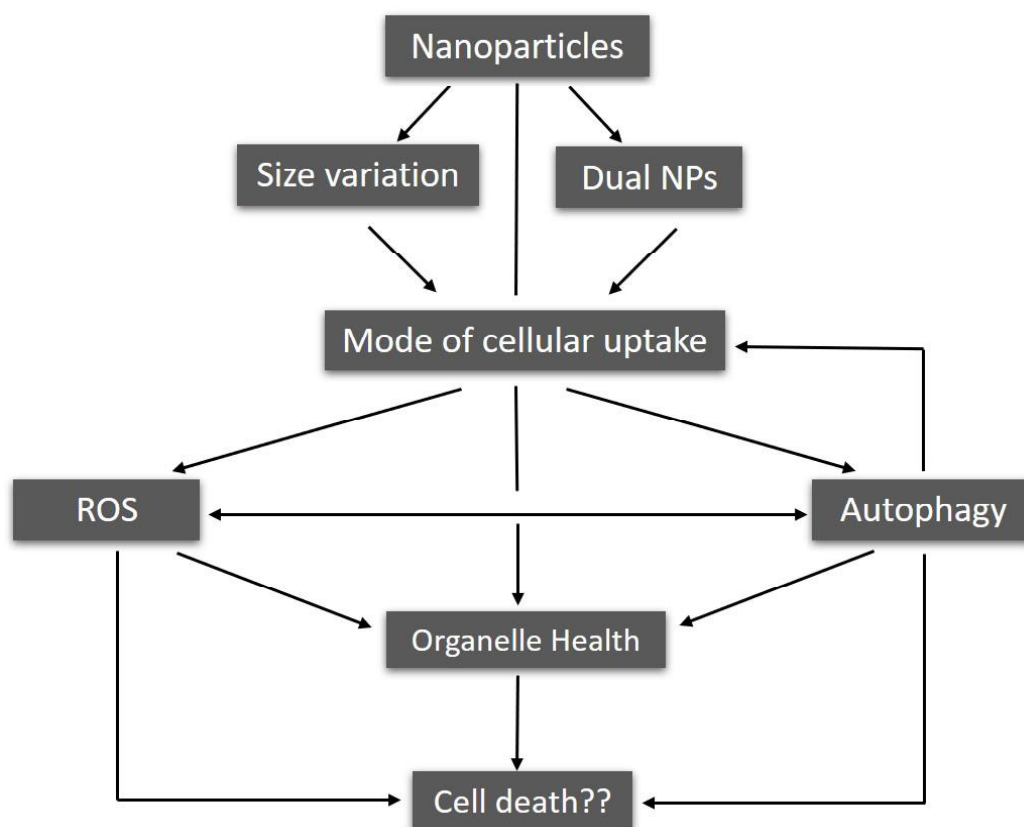 Nanoparticles
Size variation
Dual NPs
Mode of cellular uptake
ROS
Autophagy
Organelle Health
Cell death??